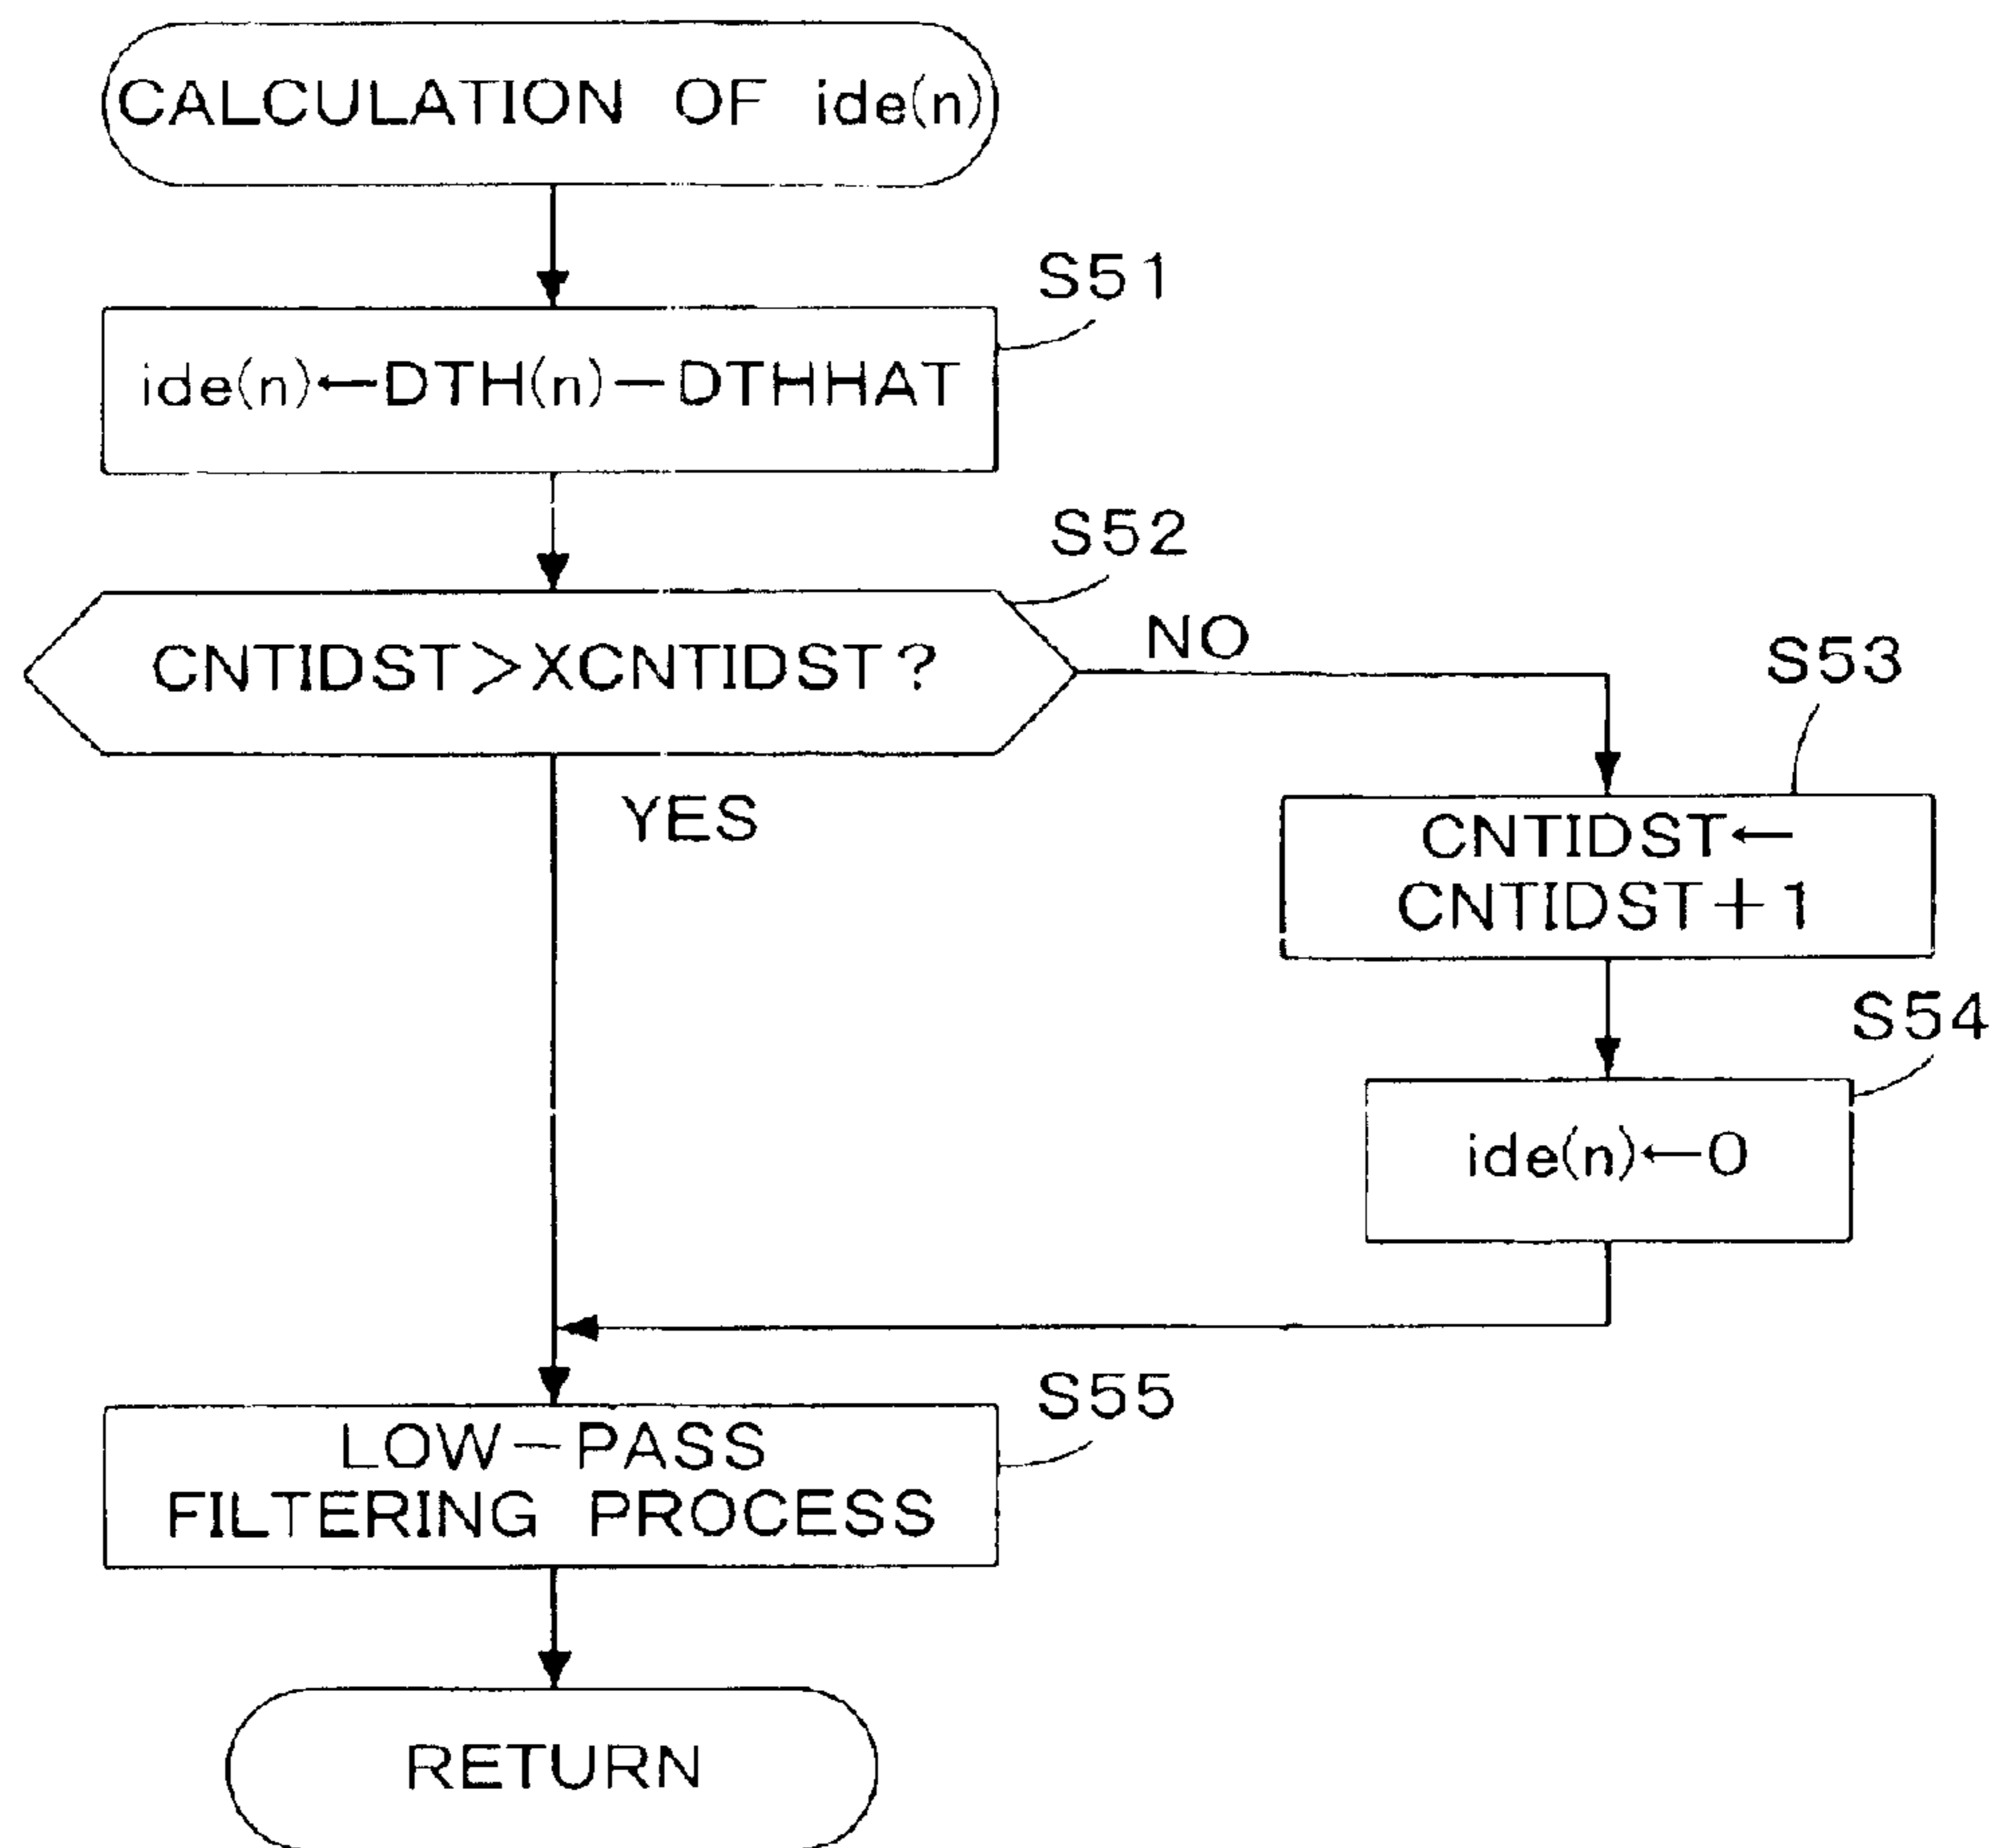 CALCULATION OF ide(n)
S51
ide(n)←DTH(n)−DTHHAT
S52
CNTIDST>XCNTIDST?
NO
S53
YES
CNTIDST←
CNTIDST+1
S54
ide(n)←0
S55
LOW−PASS
FILTERING PROCESS
RETURN